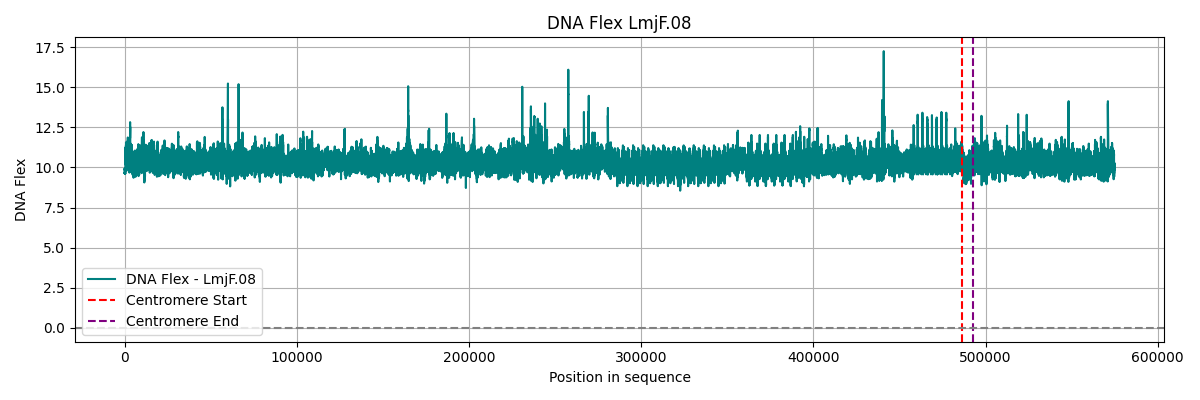 DNA Flex LmjF.08
17.5
15.0
12.5
10.0
7.5
5.0
2.5
0.0
DNA Flex
DNA Flex - LmjF.08
Centromere Start
Centromere End
0
100000
200000
300000
400000
500000
600000
Position in sequence